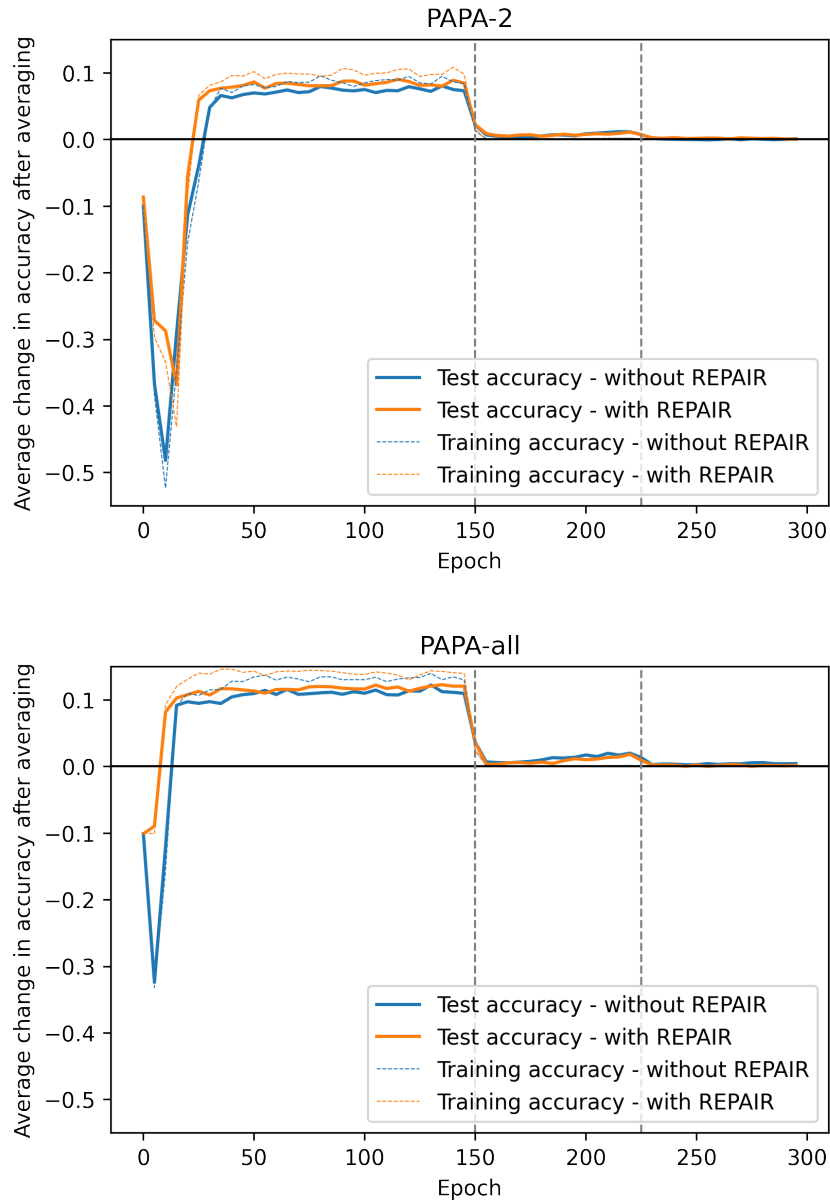 PAPA-2
Average change in accuracy after averaging
0.1
0.0
−0.1
−0.2
−0.3
−0.4
−0.5
Test accuracy - without REPAIR
Test accuracy - with REPAIR
Training accuracy - without REPAIR
Training accuracy - with REPAIR
0 50 100 150 200 250 300
Epoch
PAPA-all
Average change in accuracy after averaging
0.1
0.0
−0.1
−0.2
−0.3
−0.4
−0.5
Test accuracy - without REPAIR
Test accuracy - with REPAIR
Training accuracy - without REPAIR
Training accuracy - with REPAIR
0 50 100 150 200 250 300
Epoch